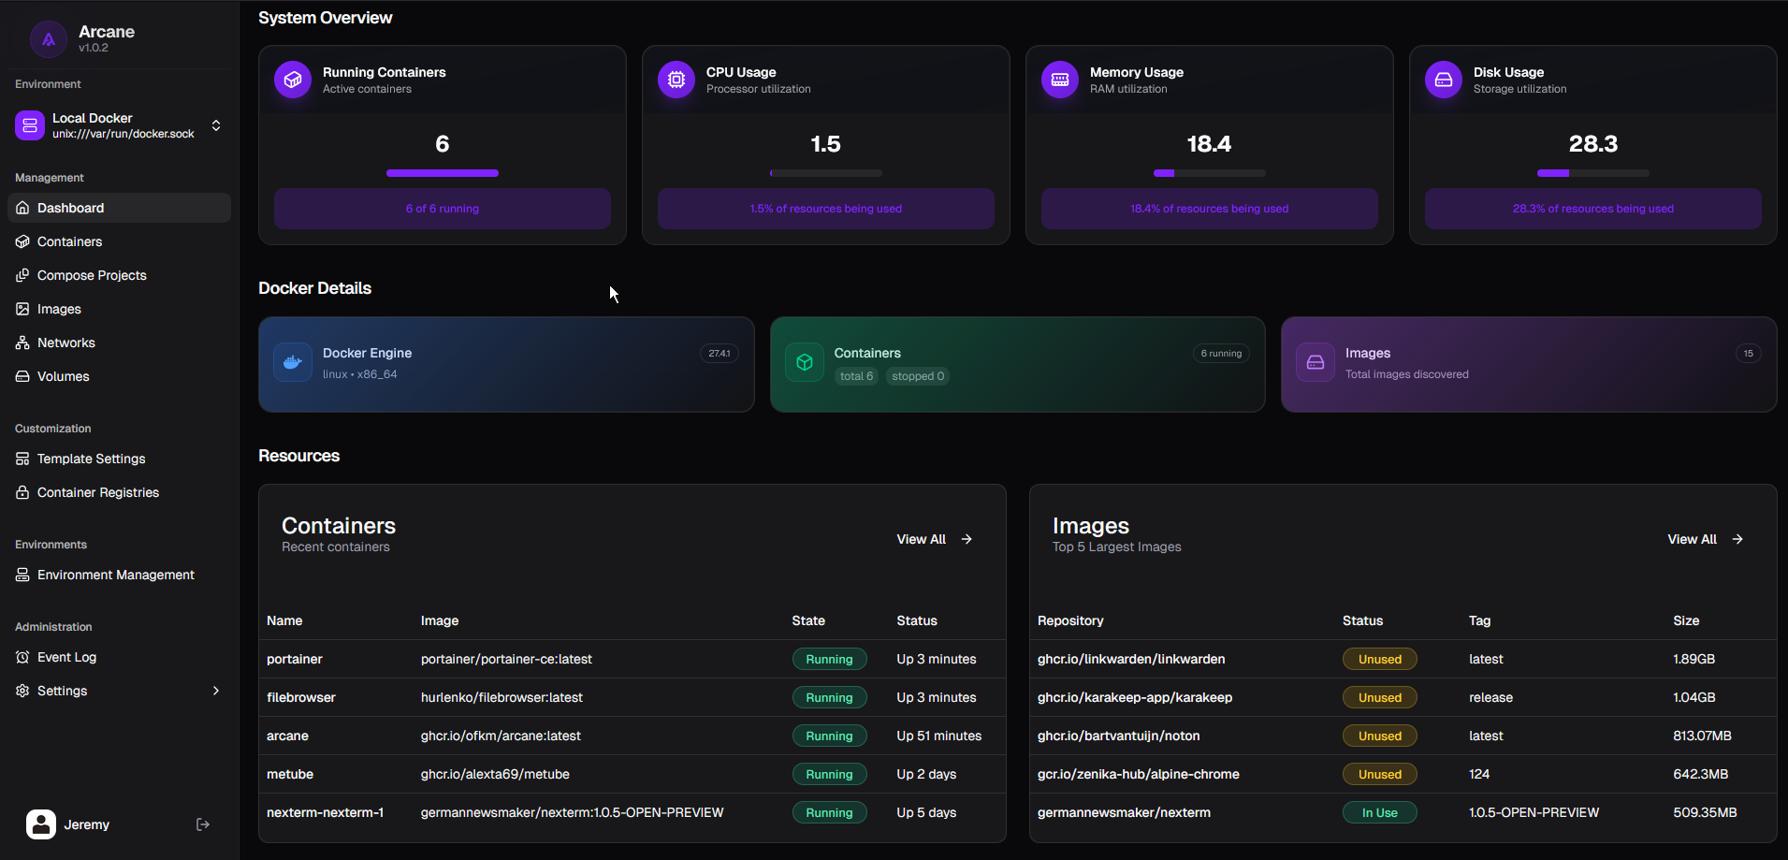 Arcane
v1.0.2
Environment
Local Docker
unix:///var/run/docker.sock
Management
Dashboard
Containers
Compose Projects
Images
Networks
Volumes
Customization
Template Settings
Container Registries
Environments
Environment Management
Administration
Event Log
Settings
Jeremy
System Overview
Running Containers
Active containers
6
6 of 6 running
CPU Usage
Processor utilization
1.5
1.5% of resources being used
Memory Usage
RAM utilization
18.4
18.4% of resources being used
Disk Usage
Storage utilization
28.3
28.3% of resources being used
Docker Details
Docker Engine
27.4.1
linux • x86_64
Containers
6 running
total 6 stopped 0
Images
15
Total images discovered
Resources
Containers
Recent containers
View All
Name Image State Status
portainer portainer/portainer-ce:latest Running Up 3 minutes
filebrowser hurlenko/filebrowser:latest Running Up 3 minutes
arcane ghcr.io/ofkm/arcane:latest Running Up 51 minutes
metube ghcr.io/alexta69/metube Running Up 2 days
nexterm-nexterm-1 germannewsmaker/nexterm:1.0.5-OPEN-PREVIEW Running Up 5 days
Images
Top 5 Largest Images
View All
Repository Status Tag Size
ghcr.io/linkwarden/linkwarden Unused latest 1.89GB
ghcr.io/karakeep-app/karakeep Unused release 1.04GB
ghcr.io/bartvantuijn/noton Unused latest 813.07MB
gcr.io/zenika-hub/alpine-chrome Unused 124 642.3MB
germannewsmaker/nexterm In Use 1.0.5-OPEN-PREVIEW 509.35MB